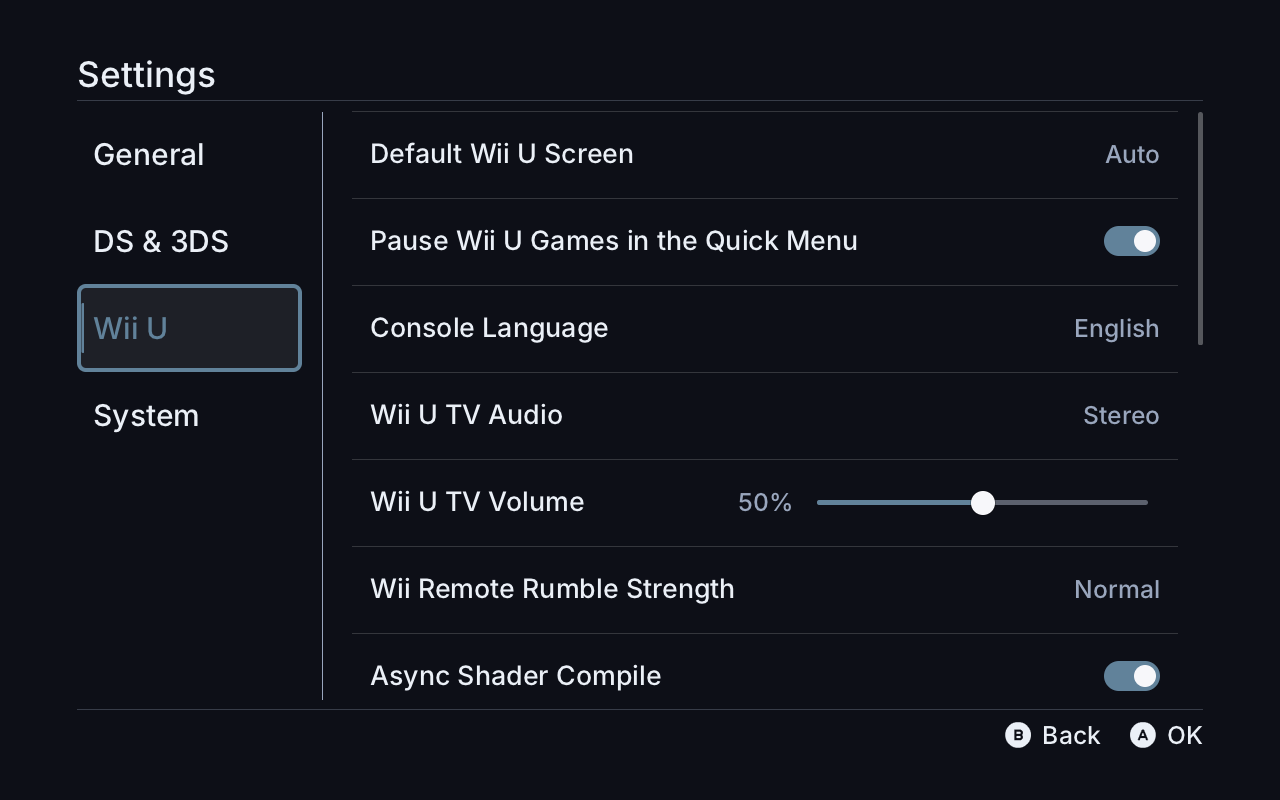 Settings
General
DS & 3DS
Wii U
System
Default Wii U Screen Auto
Pause Wii U Games in the Quick Menu
Console Language English
Wii U TV Audio Stereo
Wii U TV Volume 50%
Wii Remote Rumble Strength Normal
Async Shader Compile
B Back A OK